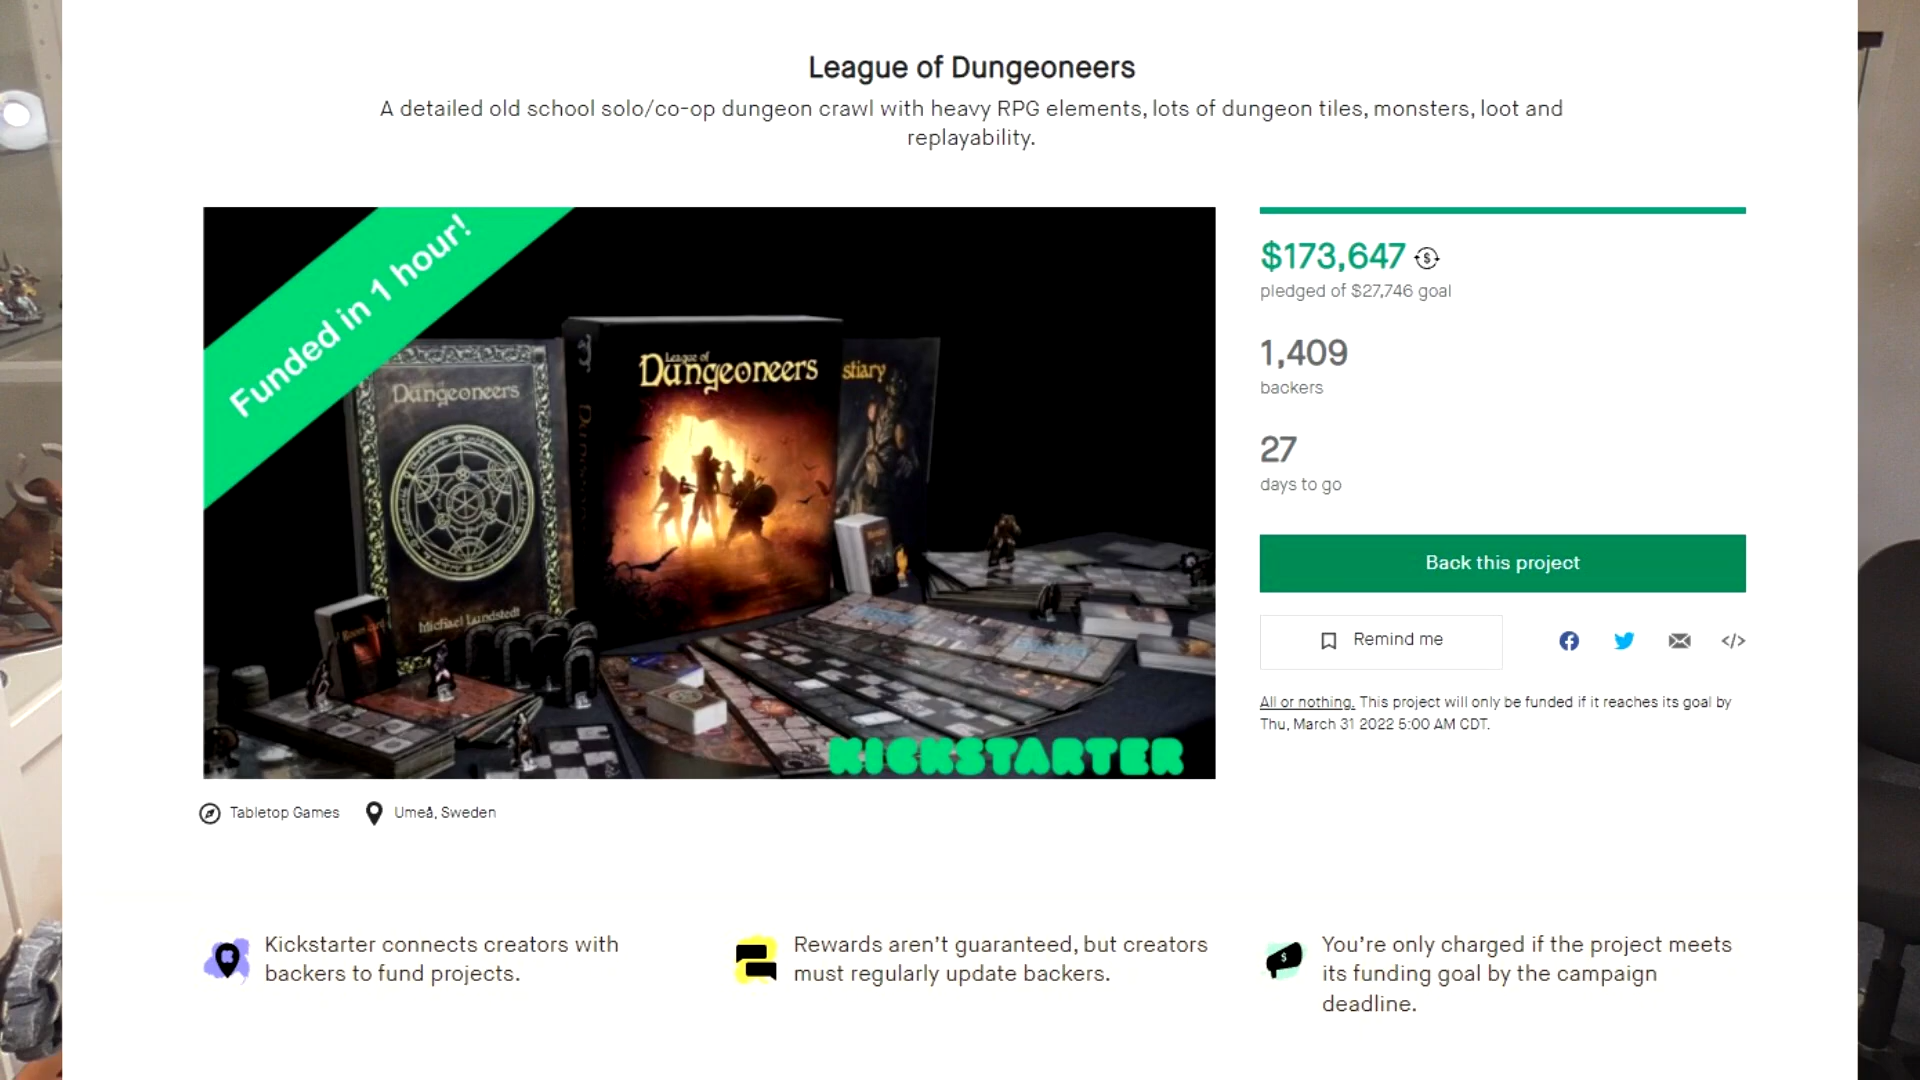 League of Dungeoneers
A detailed old school solo/co-op dungeon crawl with heavy RPG elements, lots of dungeon tiles, monsters, loot and
replayability.
Funded in 1 hour!
Dungeoneers
Michael Lundstedt
League of
Dungeoneers
stiary
KICKSTARTER
$173,647
pledged of $27,746 goal
1,409
backers
27
days to go
Back this project
Remind me
All or nothing. This project will only be funded if it reaches its goal by
Thu, March 31 2022 5:00 AM CDT.
Tabletop Games
Umeå, Sweden
Kickstarter connects creators with
backers to fund projects.
Rewards aren't guaranteed, but creators
must regularly update backers.
You're only charged if the project meets
its funding goal by the campaign
deadline.